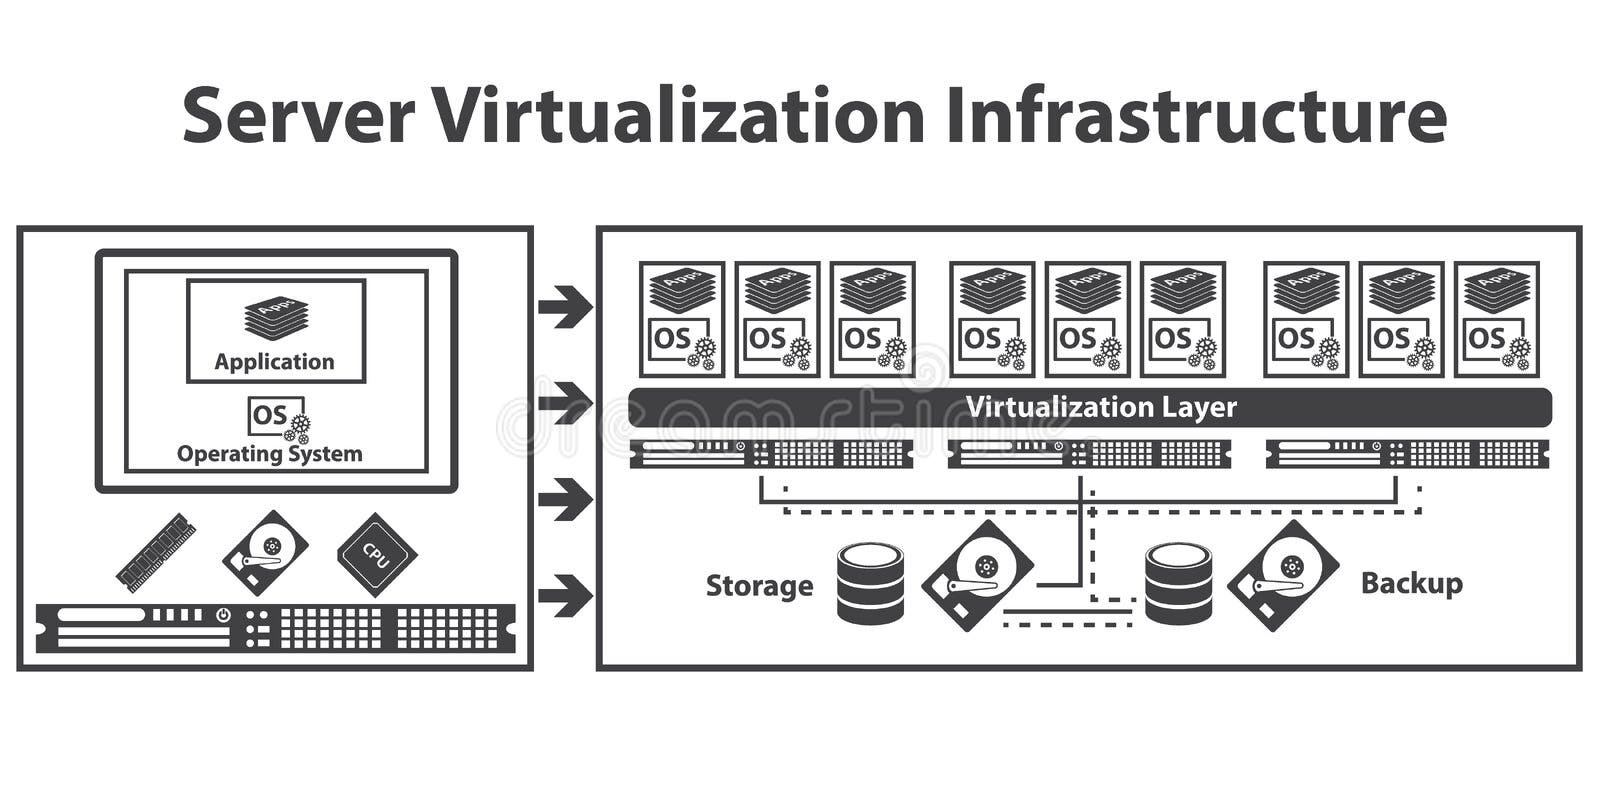 Server Virtualization Infrastructure
Apps
Application
OS
Operating System
CPU
Apps Apps Apps Apps Apps Apps Apps Apps Apps
OS OS OS OS OS OS OS OS OS
Virtualization Layer
Storage
Backup
dreamstime